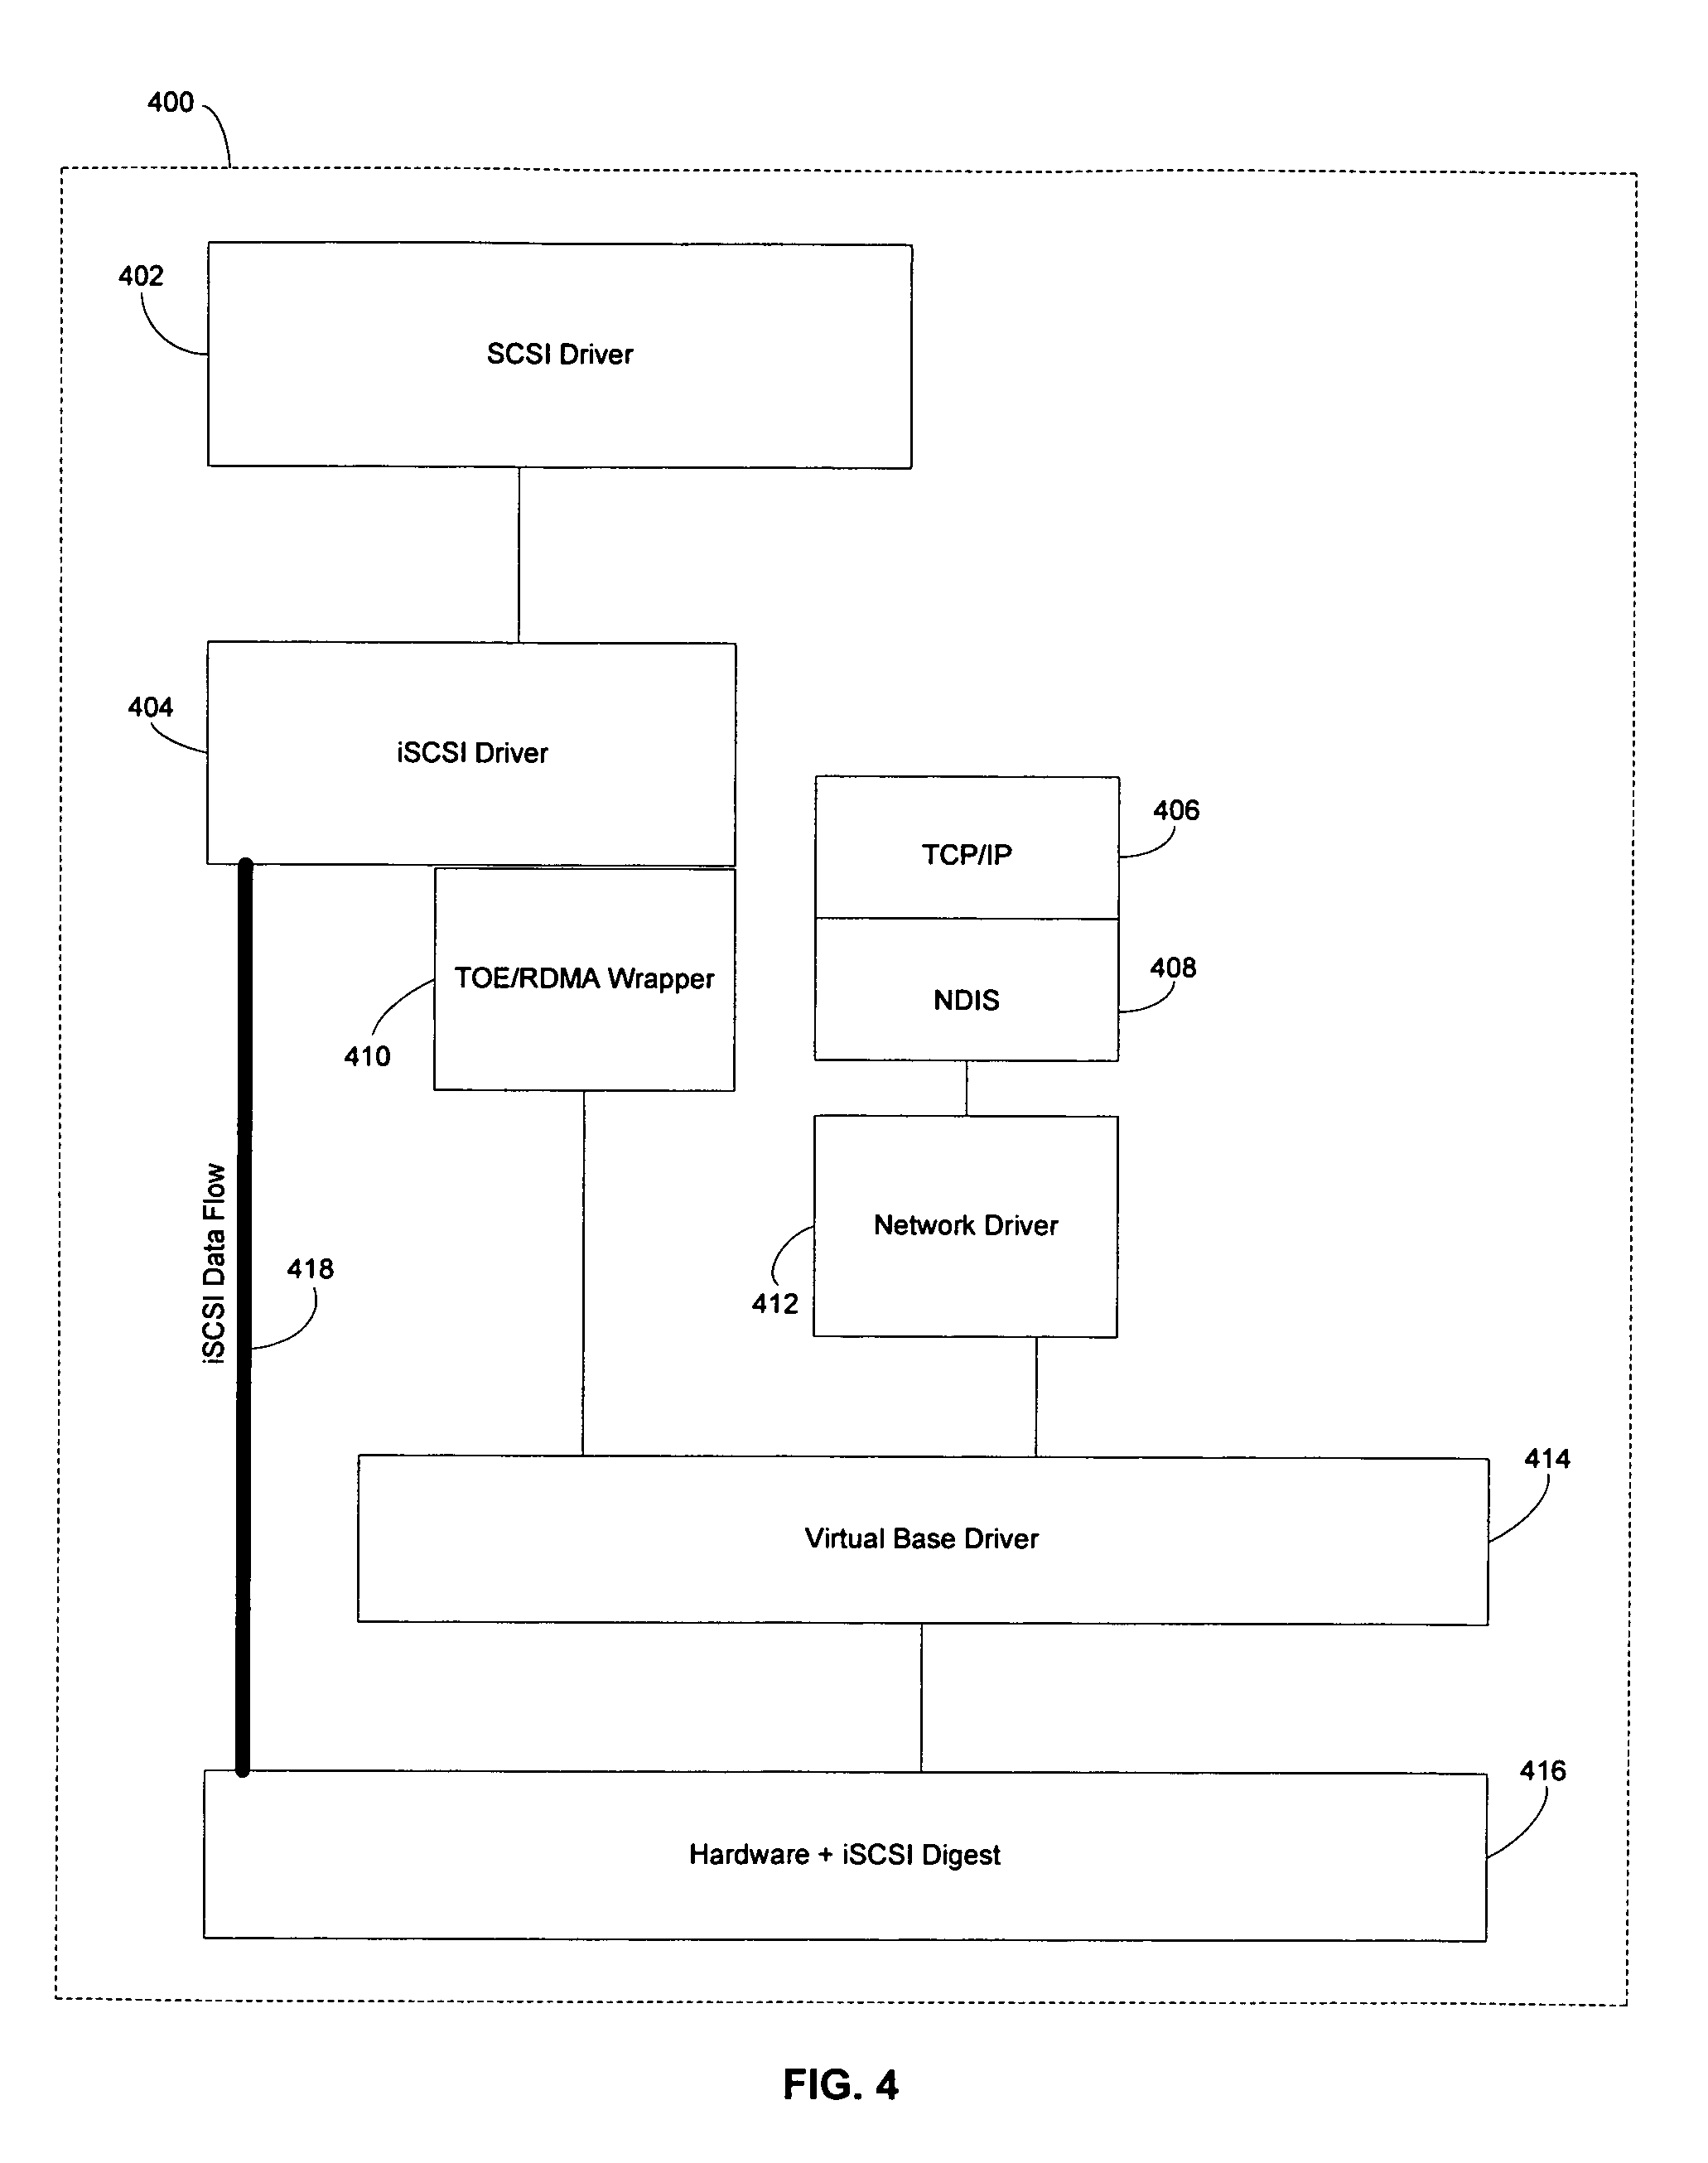 400
402
SCSI Driver
404
iSCSI Driver
406
TCP/IP
408
NDIS
TOE/RDMA Wrapper
410
Network Driver
412
iSCSI Data Flow
418
414
Virtual Base Driver
416
Hardware + iSCSI Digest
FIG. 4